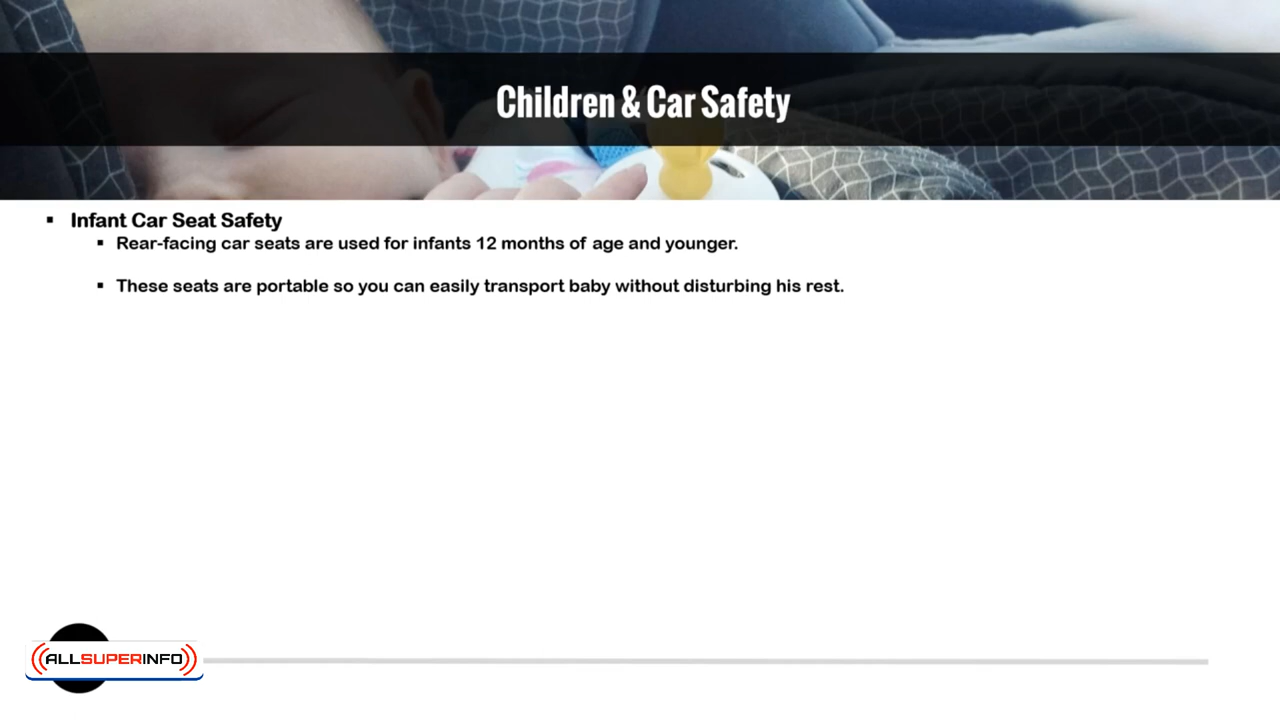 Children & Car Safety
▪ Infant Car Seat Safety
▪ Rear-facing car seats are used for infants 12 months of age and younger.
▪ These seats are portable so you can easily transport baby without disturbing his rest.
ALLSUPERINFO